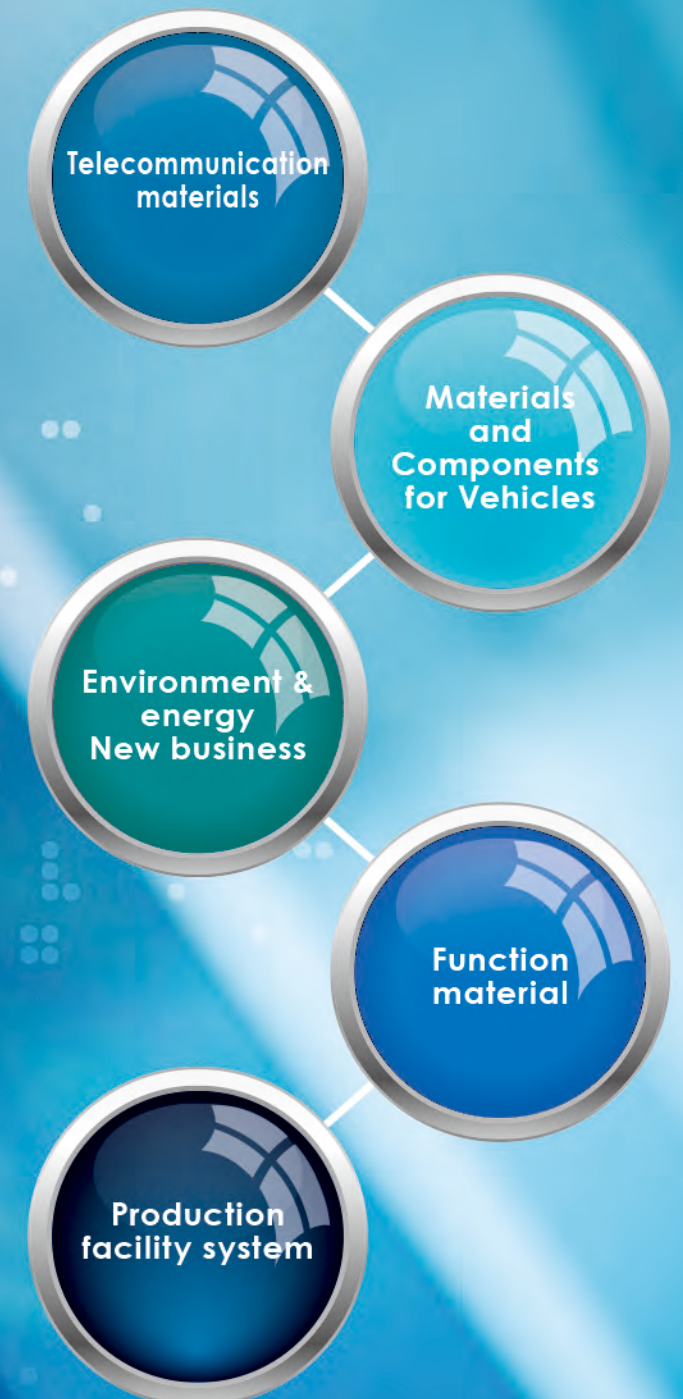 Telecommunication
materials
Materials
and
Components
for Vehicles
Environment &
energy
New business
Function
material
Production
facility system